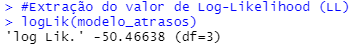 > #Extração do valor de Log-Likelihood (LL)
> logLik(modelo_atrasos)
'log Lik.' -50.46638 (df=3)